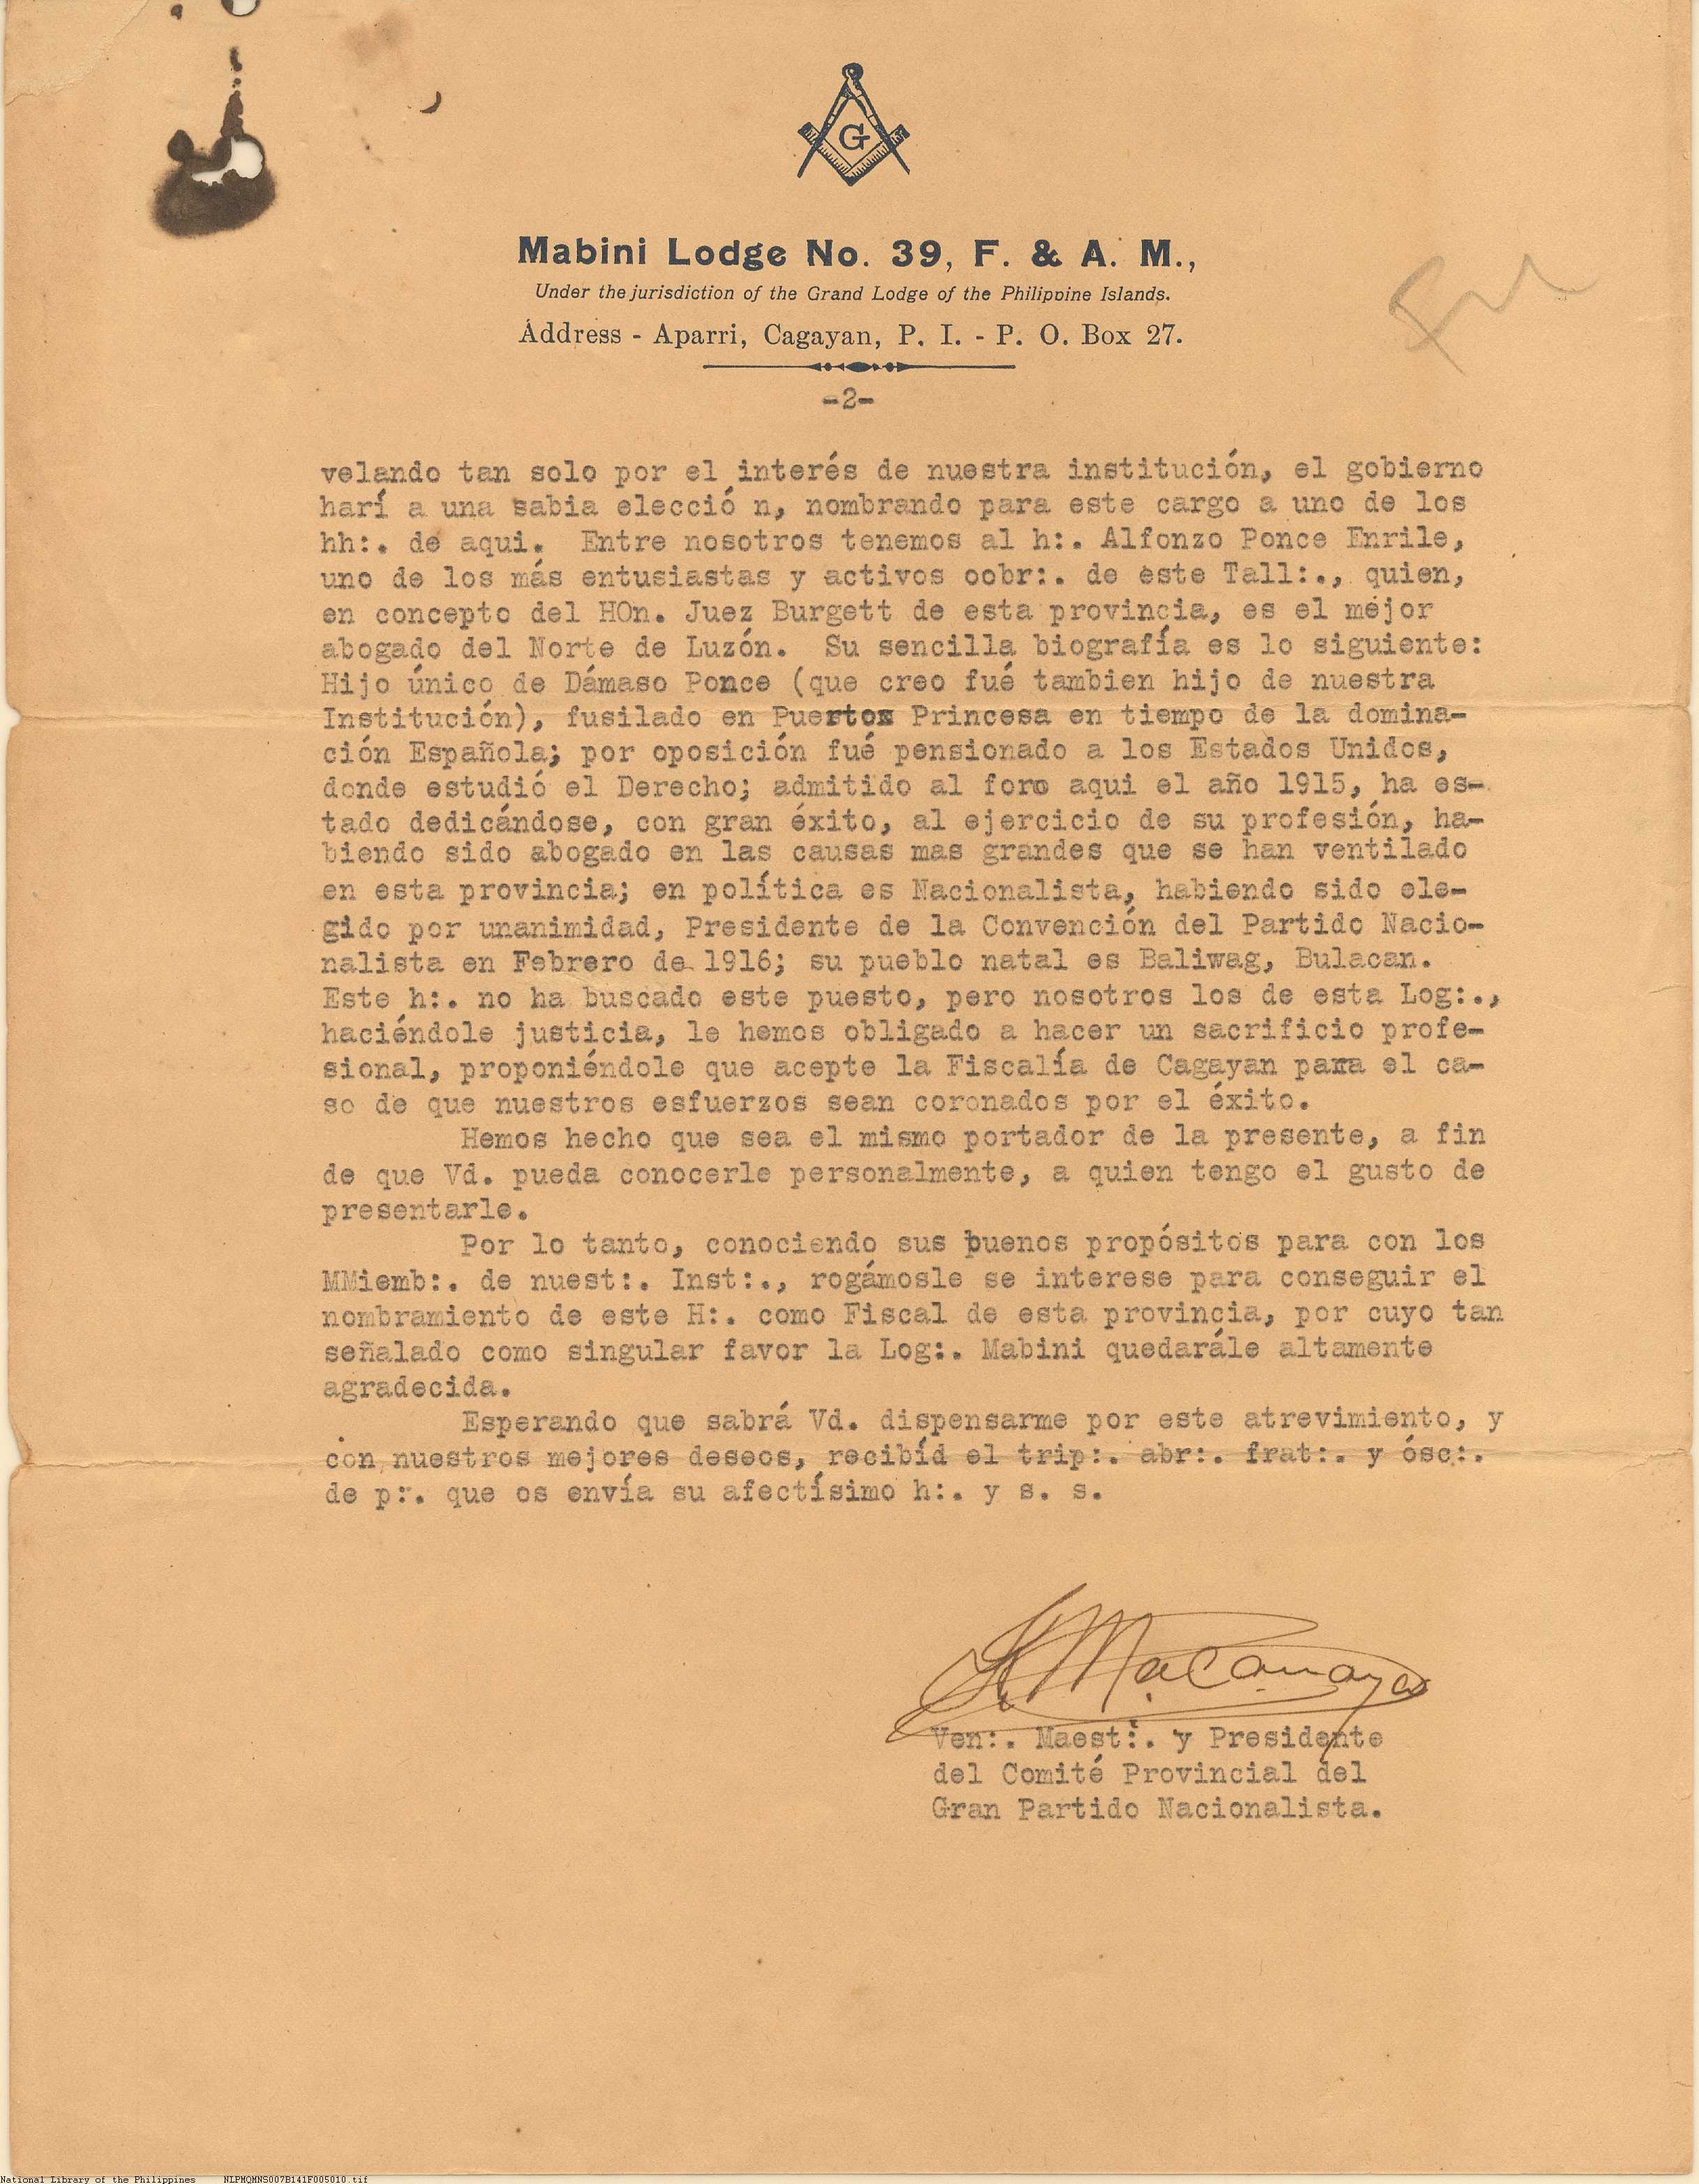 G
Mabini Lodge No. 39, F. & A. M.,
Under the jurisdiction of the Grand Lodge of the Philippine Islands.
Address - Aparri, Cagayan, P. I. - P. O. Box 27.
-2-
velando tan solo por el interés de nuestra institución, el gobierno
harí a una sabia elecció n, nombrando para este cargo a uno de los
hh:. de aqui. Entre nosotros tenemos al h:. Alfonzo Ponce Enrile,
uno de los más entusiastas y activos oobr:. de este Tall:., quien,
en concepto del HOn. Juez Burgett de esta provincia, es el mejor
abogado del Norte de Luzón. Su sencilla biografía es lo siguiente:
Hijo único de Dámaso Ponce (que creo fué tambien hijo de nuestra
Institución), fusilado en Puertox Princesa en tiempo de la domina-
ción Española; por oposición fué pensionado a los Estados Unidos,
donde estudió el Derecho; admitido al foro aqui el año 1915, ha es-
tado dedicándose, con gran éxito, al ejercicio de su profesión, ha-
biendo sido abogado en las causas mas grandes que se han ventilado
en esta provincia; en política es Nacionalista, habiendo sido ele-
gido por unanimidad, Presidente de la Convención del Partido Nacio-
nalista en Febrero de 1916; su pueblo natal es Baliwag, Bulacan.
Este h:. no ha buscado este puesto, pero nosotros los de esta Log:.,
haciéndole justicia, le hemos obligado a hacer un sacrificio profe-
sional, proponiéndole que acepte la Fiscalía de Cagayan para el ca-
so de que nuestros esfuerzos sean coronados por el éxito.
Hemos hecho que sea el mismo portador de la presente, a fin
de que Vd. pueda conocerle personalmente, a quien tengo el gusto de
presentarle.
Por lo tanto, conociendo sus buenos propósitos para con los
MMiemb:. de nuest:. Inst:., rogámosle se interese para conseguir el
nombramiento de este H:. como Fiscal de esta provincia, por cuyo tan
señalado como singular favor la Log:. Mabini quedarále altamente
agradecida.
Esperando que sabrá Vd. dispensarme por este atrevimiento, y
con nuestros mejores deseos, recibíd el trip:. abr:. frat:. y ósc:.
de p:. que os envía su afectísimo h:. y s. s.
Macanaya
Ven:. Maest:. y Presidente
del Comité Provincial del
Gran Partido Nacionalista.
National Library of the Philippines NLPMQMNS007B141F005010.tif